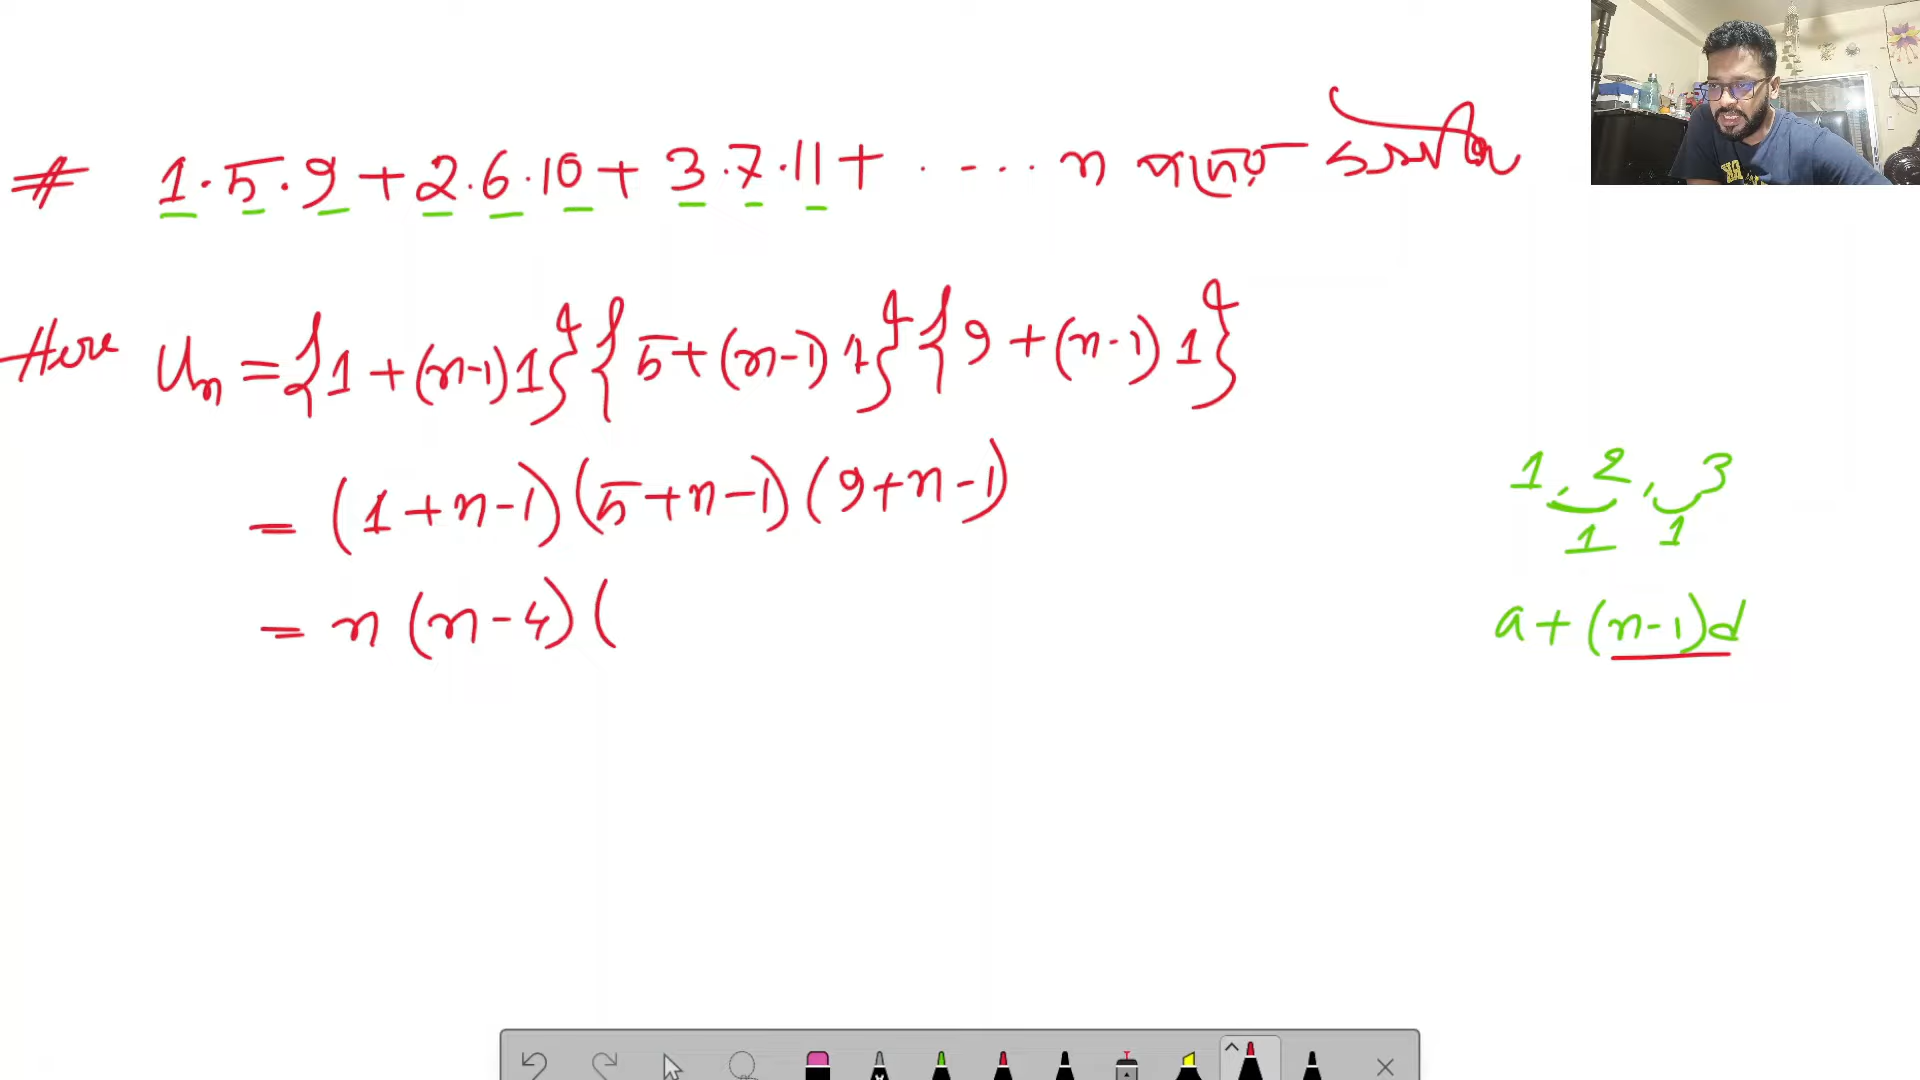 # 1·5·9+2·6·10+3·7·11+ ····· n পদের সমষ্টি
Here Un = {1+(n-1)1}{5+(n-1)1}{9+(n-1)1}
= (1+n-1)(5+n-1)(9+n-1)
= n(n-4)(
1, 2, 3
1 1
a+(n-1)d